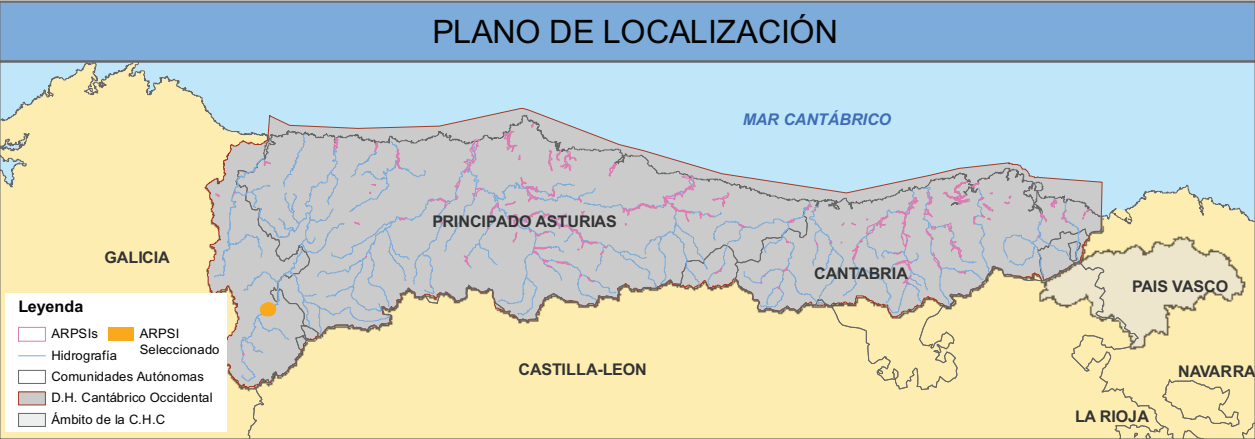 PLANO DE LOCALIZACIÓN
MAR CANTÁBRICO
PRINCIPADO ASTURIAS
GALICIA
CANTABRIA
PAIS VASCO
CASTILLA-LEON
NAVARRA
LA RIOJA
Leyenda
ARPSIs
ARPSI
Seleccionado
Hidrografía
Comunidades Autónomas
D.H. Cantábrico Occidental
Ámbito de la C.H.C